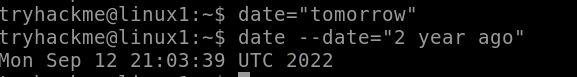 tryhackme@linux1:~$ date="tomorrow"
tryhackme@linux1:~$ date --date="2 year ago"
Mon Sep 12 21:03:39 UTC 2022